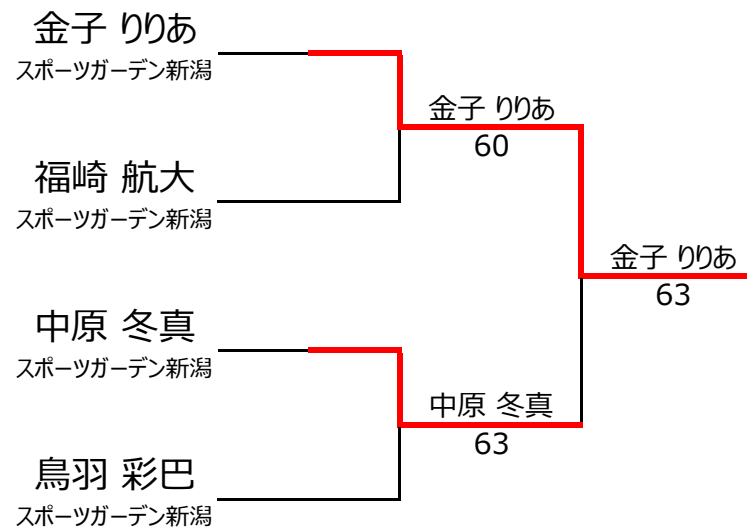 金子 りりあ
スポーツガーデン新潟
金子 りりあ
60
福崎 航大
スポーツガーデン新潟
金子 りりあ
63
中原 冬真
スポーツガーデン新潟
中原 冬真
63
鳥羽 彩巴
スポーツガーデン新潟